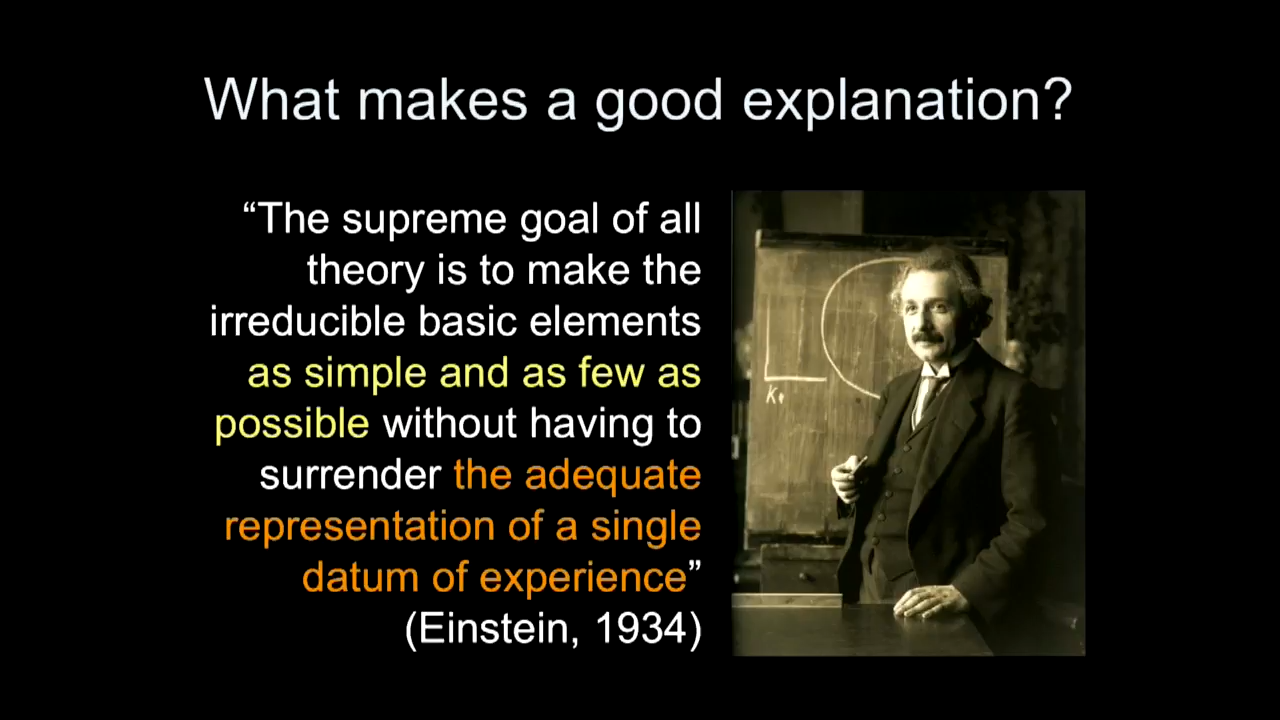 What makes a good explanation?
“The supreme goal of all
theory is to make the
irreducible basic elements
as simple and as few as
possible without having to
surrender the adequate
representation of a single
datum of experience”
(Einstein, 1934)